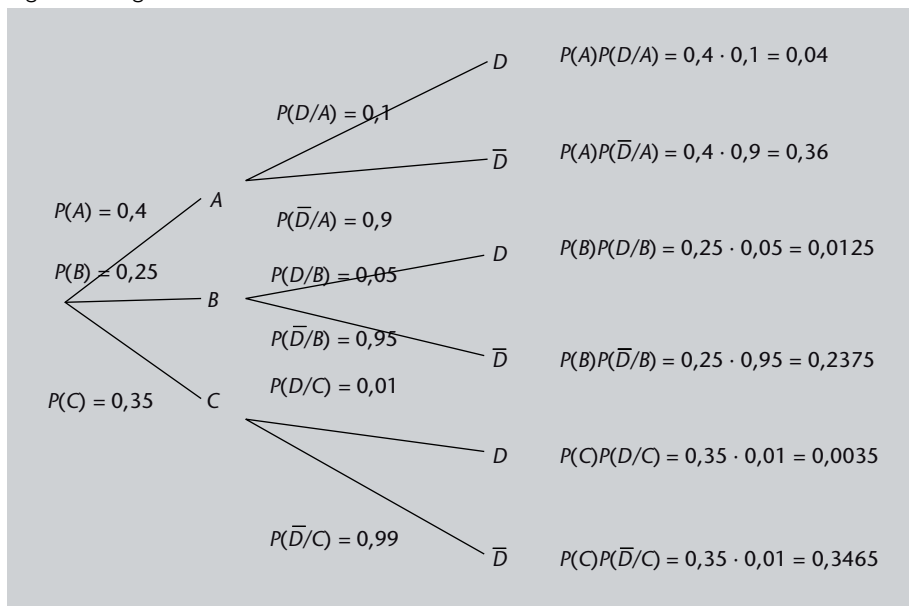 D P(A)P(D/A) = 0,4 · 0,1 = 0,04
P(D/A) = 0,1
D̅ P(A)P(D̅/A) = 0,4 · 0,9 = 0,36
A
P(A) = 0,4
P(D̅/A) = 0,9
D P(B)P(D/B) = 0,25 · 0,05 = 0,0125
P(B) = 0,25
P(D/B) = 0,05
B
P(D̅/B) = 0,95
D̅ P(B)P(D̅/B) = 0,25 · 0,95 = 0,2375
P(D/C) = 0,01
P(C) = 0,35
C
D P(C)P(D/C) = 0,35 · 0,01 = 0,0035
P(D̅/C) = 0,99
D̅ P(C)P(D̅/C) = 0,35 · 0,01 = 0,3465